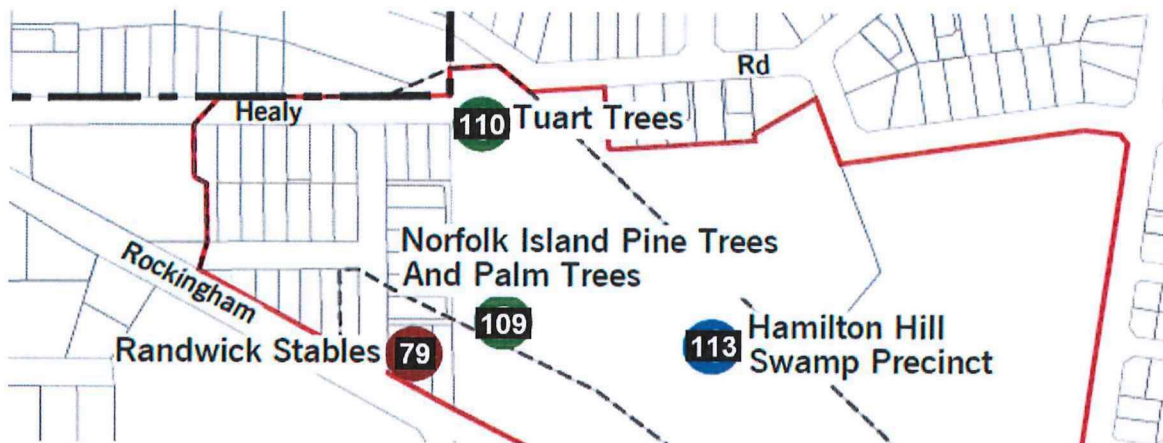 Rd
Healy
110 Tuart Trees
Norfolk Island Pine Trees
And Palm Trees
Rockingham
109
Randwick Stables 79
113 Hamilton Hill
Swamp Precinct